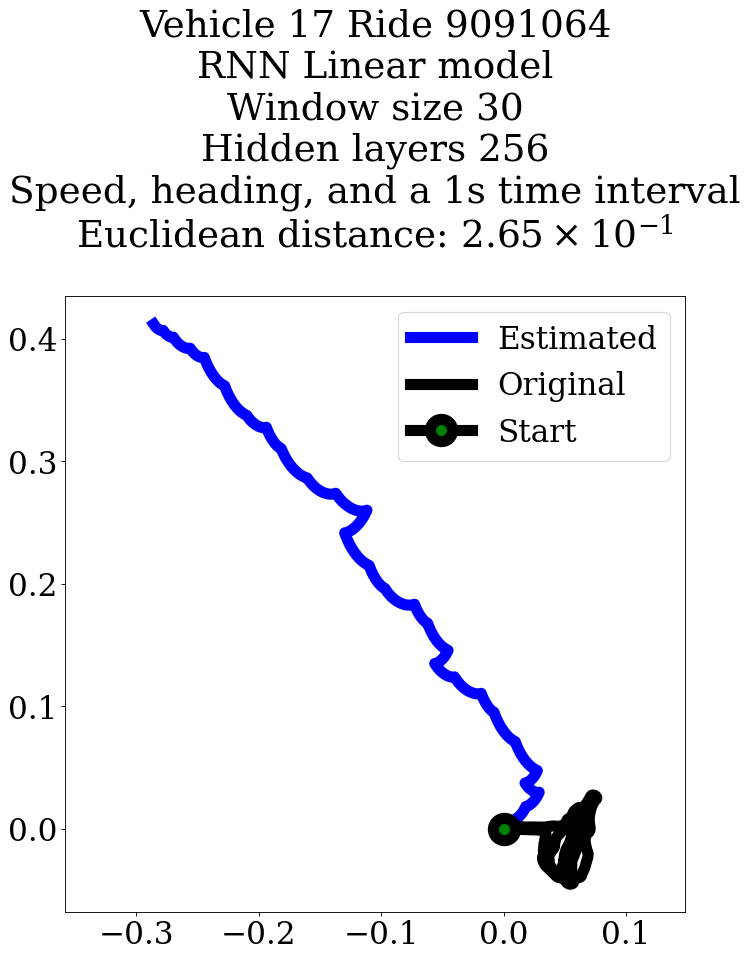 Vehicle 17 Ride 9091064
RNN Linear model
Window size 30
Hidden layers 256
Speed, heading, and a 1s time interval
Euclidean distance: 2.65 × 10⁻¹
Estimated
Original
Start
0.4
0.3
0.2
0.1
0.0
−0.3 −0.2 −0.1 0.0 0.1